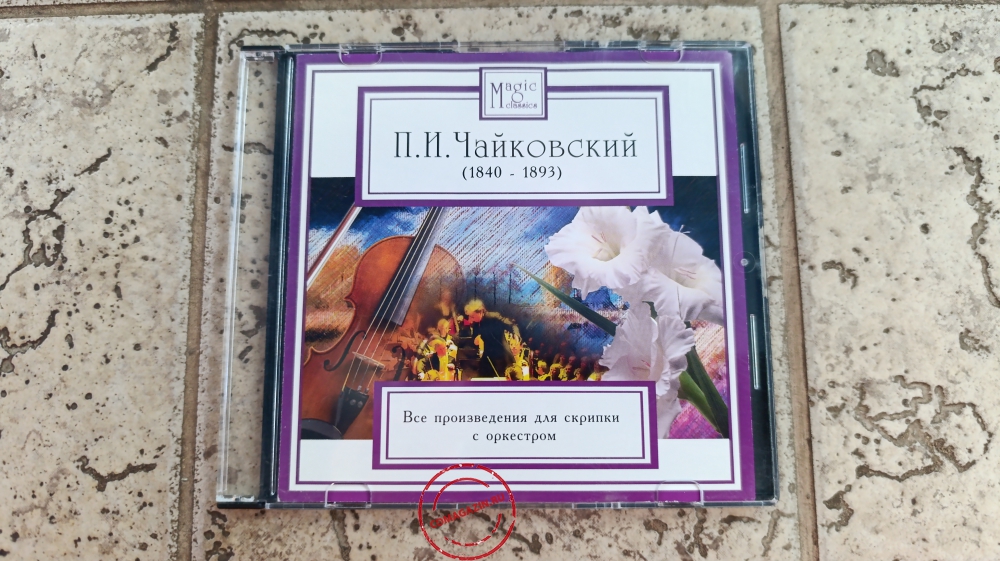 Magic
classics
П.И.Чайковский
(1840 - 1893)
Все произведения для скрипки
с оркестром